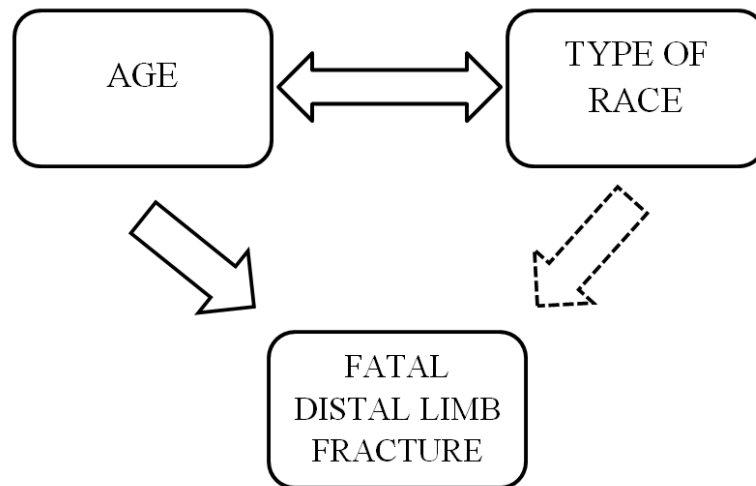 AGE
TYPE OF
RACE
FATAL
DISTAL LIMB
FRACTURE